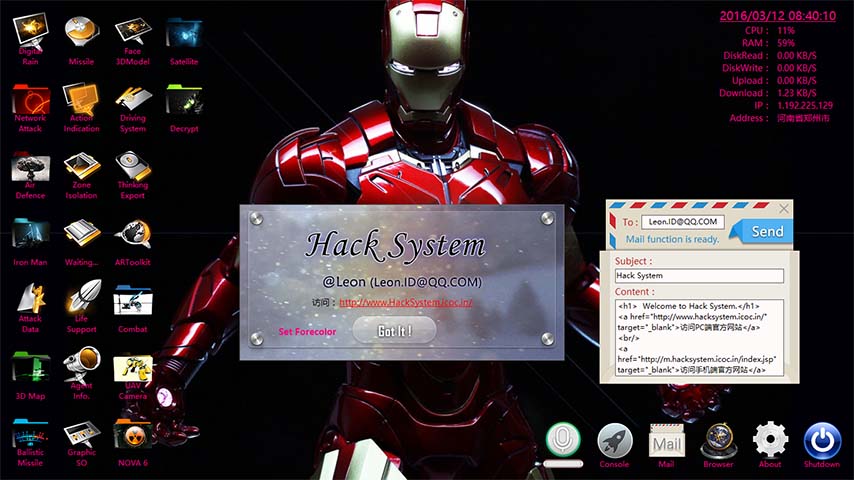 Digital
Rain
Missile
Face
3DModel
Satellite
Network
Attack
Action
Indication
Driving
System
Decrypt
Air
Defence
Zone
Isolation
Thinking
Export
Iron Man
Waiting...
ARToolkit
Attack
Data
Life
Support
Combat
3D Map
Agent
Info.
UAV
Camera
Ballistic
Missile
Graphic
SO
NOVA 6
2016/03/12 08:40:10
CPU : 11%
RAM : 59%
DiskRead : 0.00 KB/S
DiskWrite : 0.00 KB/S
Upload : 0.00 KB/S
Download : 1.23 KB/S
IP : 1.192.225.129
Address : 河南省郑州市
Hack System
@Leon (Leon.ID@QQ.COM)
访问：http://www.HackSystem.icoc.in/
Set Forecolor
Got It !
To : Leon.ID@QQ.COM
Mail function is ready.
Send
Subject :
Hack System
Content :
<h1> Welcome to Hack System.</h1>
<a href="http://www.hacksystem.icoc.in/"
target="_blank">访问PC端官方网站</a>
<br/>
<a
href="http://m.hacksystem.icoc.in/index.jsp"
target="_blank">访问手机端官方网站</a>
Mail
Console
Mail
Browser
About
Shutdown